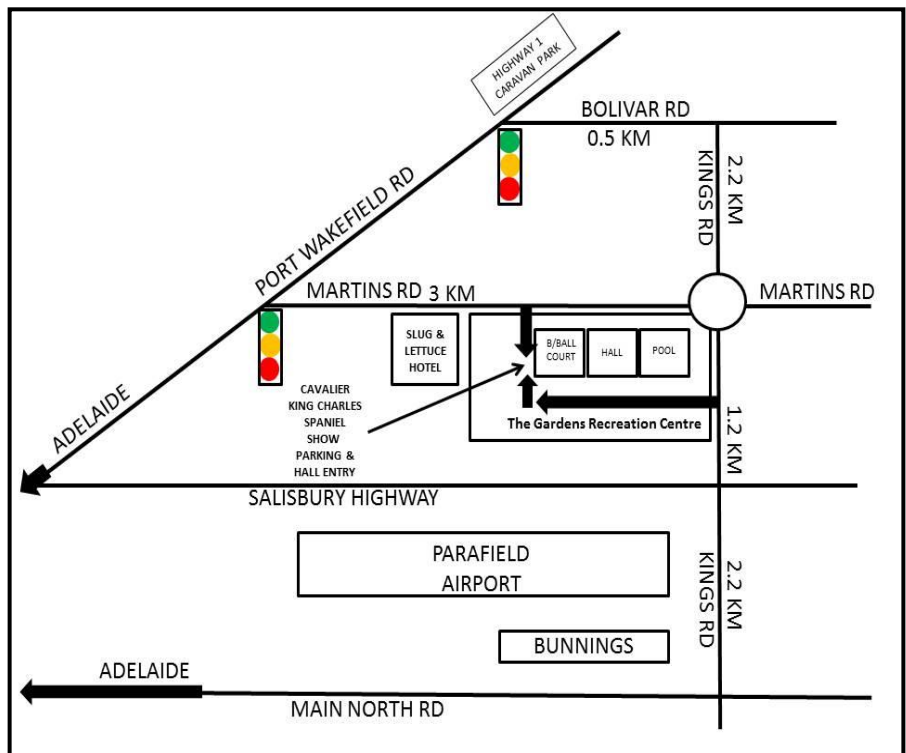 HIGHWAY 1
CARAVAN PARK
BOLIVAR RD
0.5 KM
2.2 KM
KINGS RD
PORT WAKEFIELD RD
MARTINS RD 3 KM
MARTINS RD
SLUG &
LETTUCE
HOTEL
B/BALL
COURT
HALL
POOL
CAVALIER
KING CHARLES
SPANIEL
SHOW
PARKING &
HALL ENTRY
The Gardens Recreation Centre
1.2 KM
ADELAIDE
SALISBURY HIGHWAY
PARAFIELD
AIRPORT
KINGS RD
2.2 KM
BUNNINGS
ADELAIDE
MAIN NORTH RD